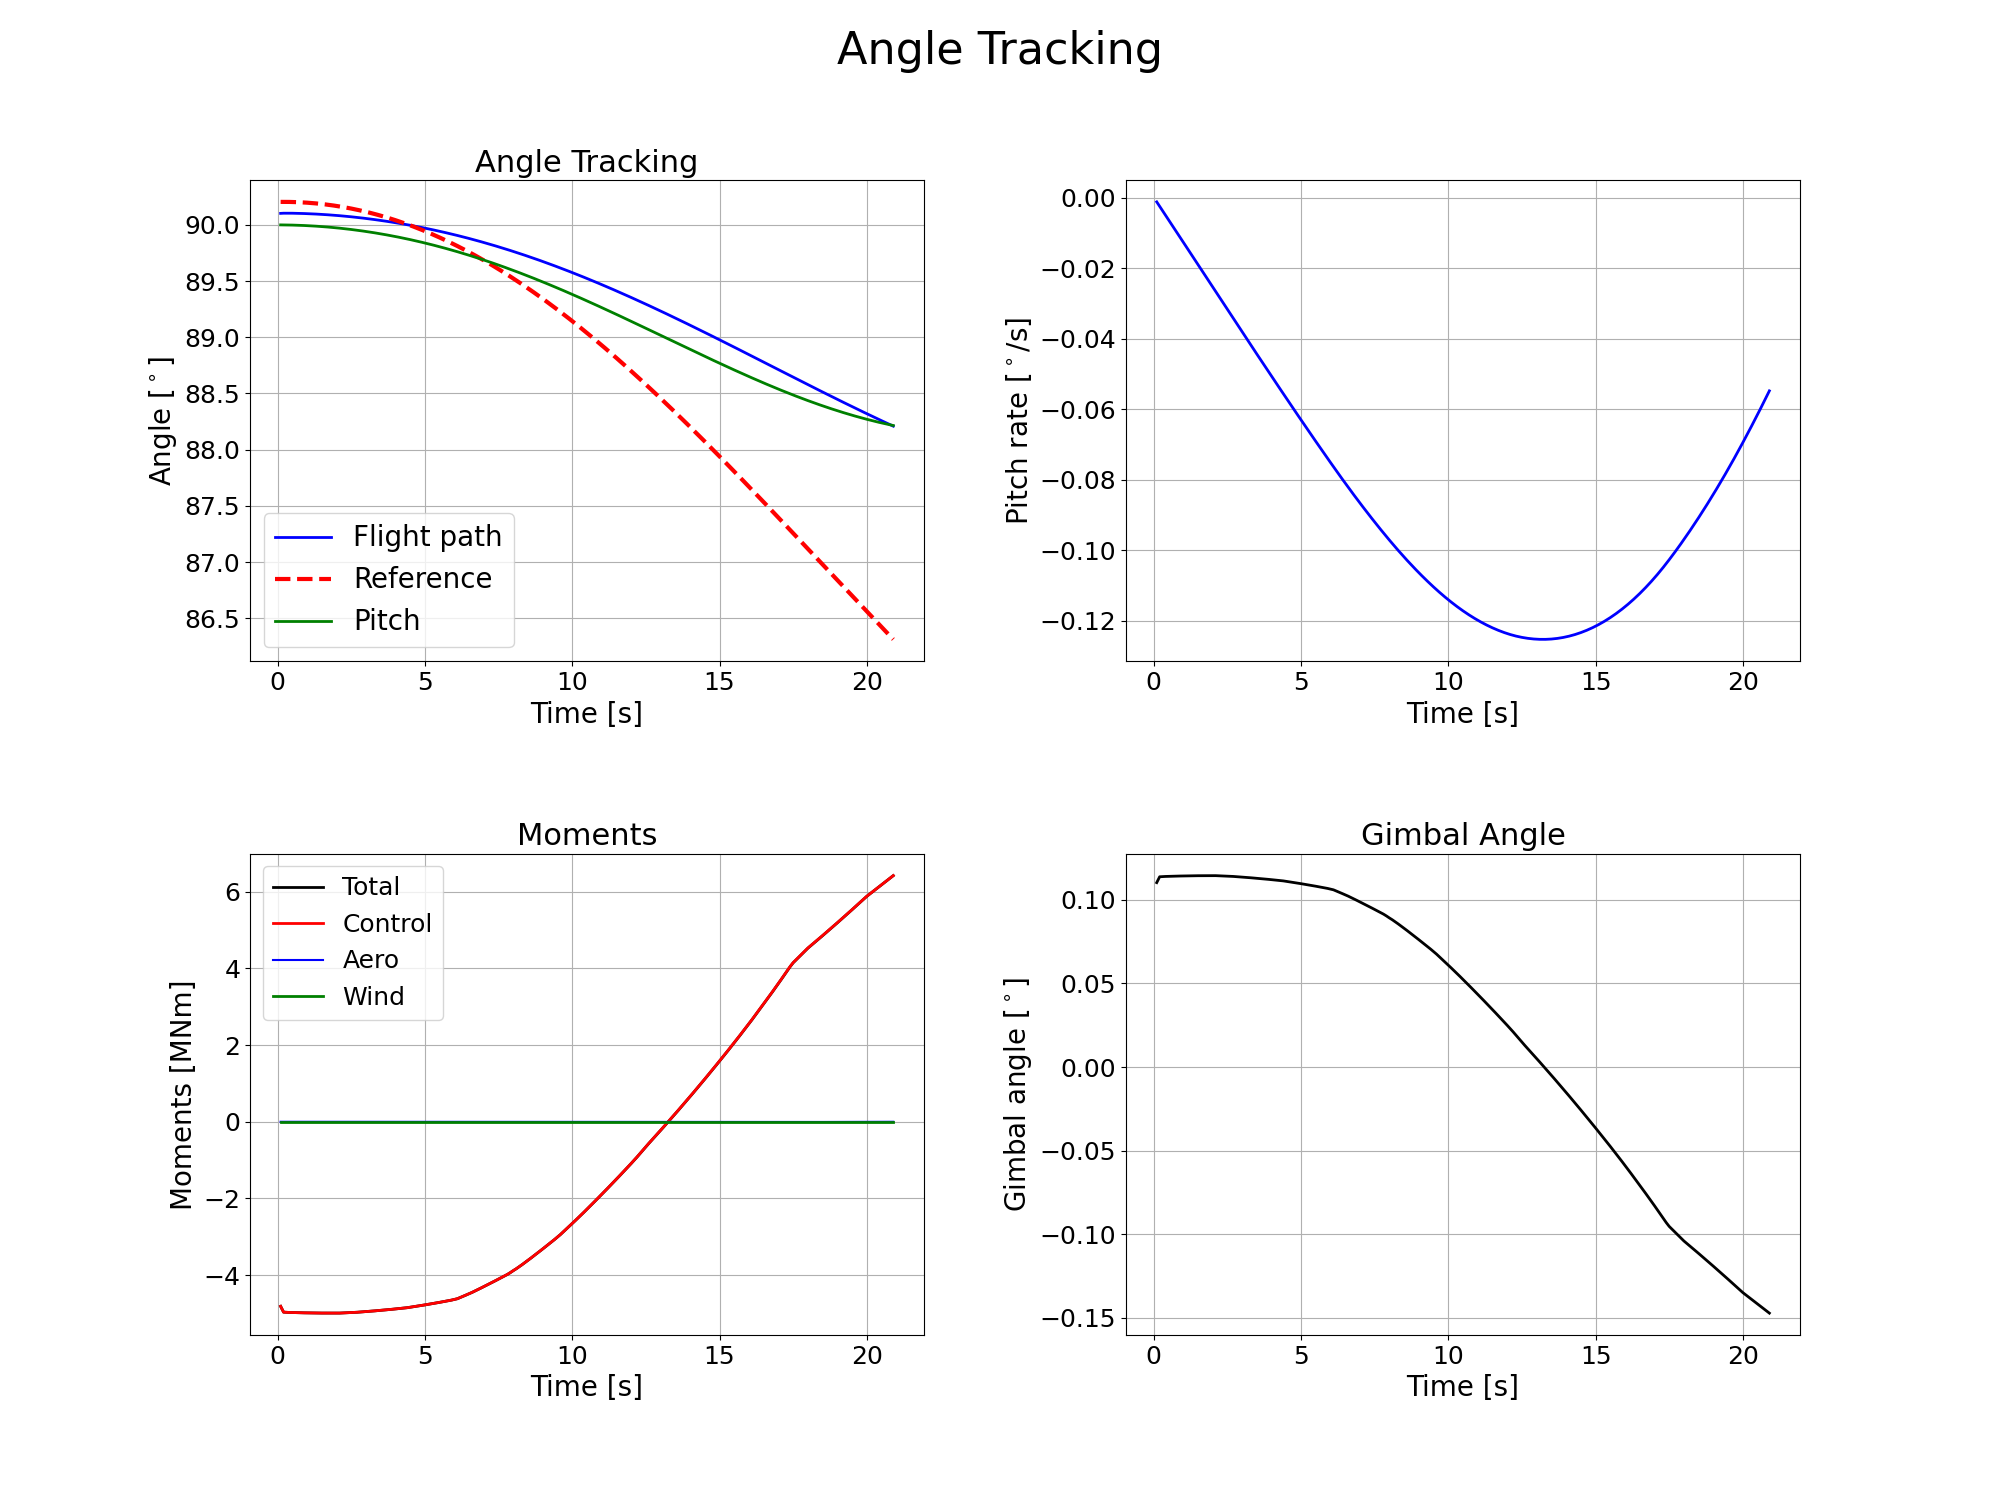 Angle Tracking
Angle Tracking
90.0
89.5
89.0
88.5
88.0
87.5
87.0
86.5
Angle [°]
Flight path
Reference
Pitch
0 5 10 15 20
Time [s]
0.00
−0.02
−0.04
−0.06
−0.08
−0.10
−0.12
Pitch rate [°/s]
0 5 10 15 20
Time [s]
Moments
6
4
2
0
−2
−4
Moments [MNm]
Total
Control
Aero
Wind
0 5 10 15 20
Time [s]
Gimbal Angle
0.10
0.05
0.00
−0.05
−0.10
−0.15
Gimbal angle [°]
0 5 10 15 20
Time [s]